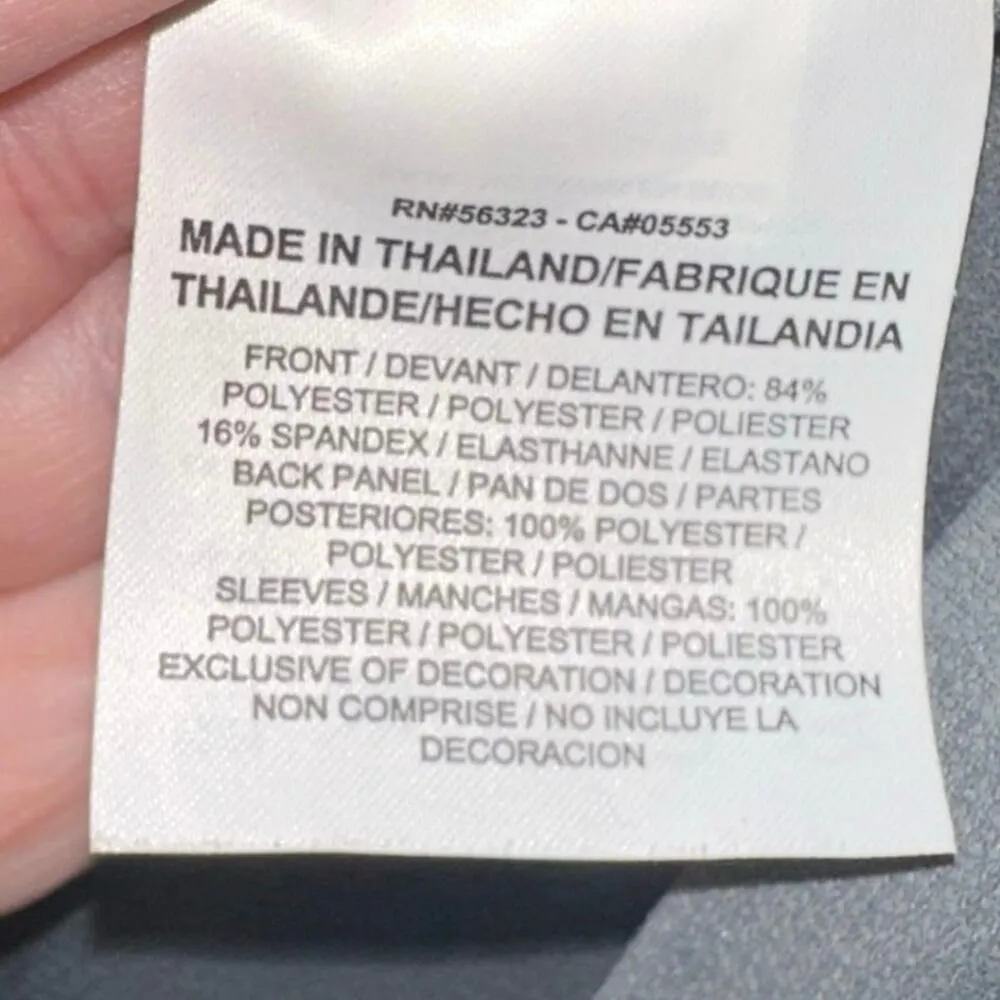 RN#56323 - CA#05553
MADE IN THAILAND/FABRIQUE EN
THAILANDE/HECHO EN TAILANDIA
FRONT / DEVANT / DELANTERO: 84%
POLYESTER / POLYESTER / POLIESTER
16% SPANDEX / ELASTHANNE / ELASTANO
BACK PANEL / PAN DE DOS / PARTES
POSTERIORES: 100% POLYESTER /
POLYESTER / POLIESTER
SLEEVES / MANCHES / MANGAS: 100%
POLYESTER / POLYESTER / POLIESTER
EXCLUSIVE OF DECORATION / DECORATION
NON COMPRISE / NO INCLUYE LA
DECORACION